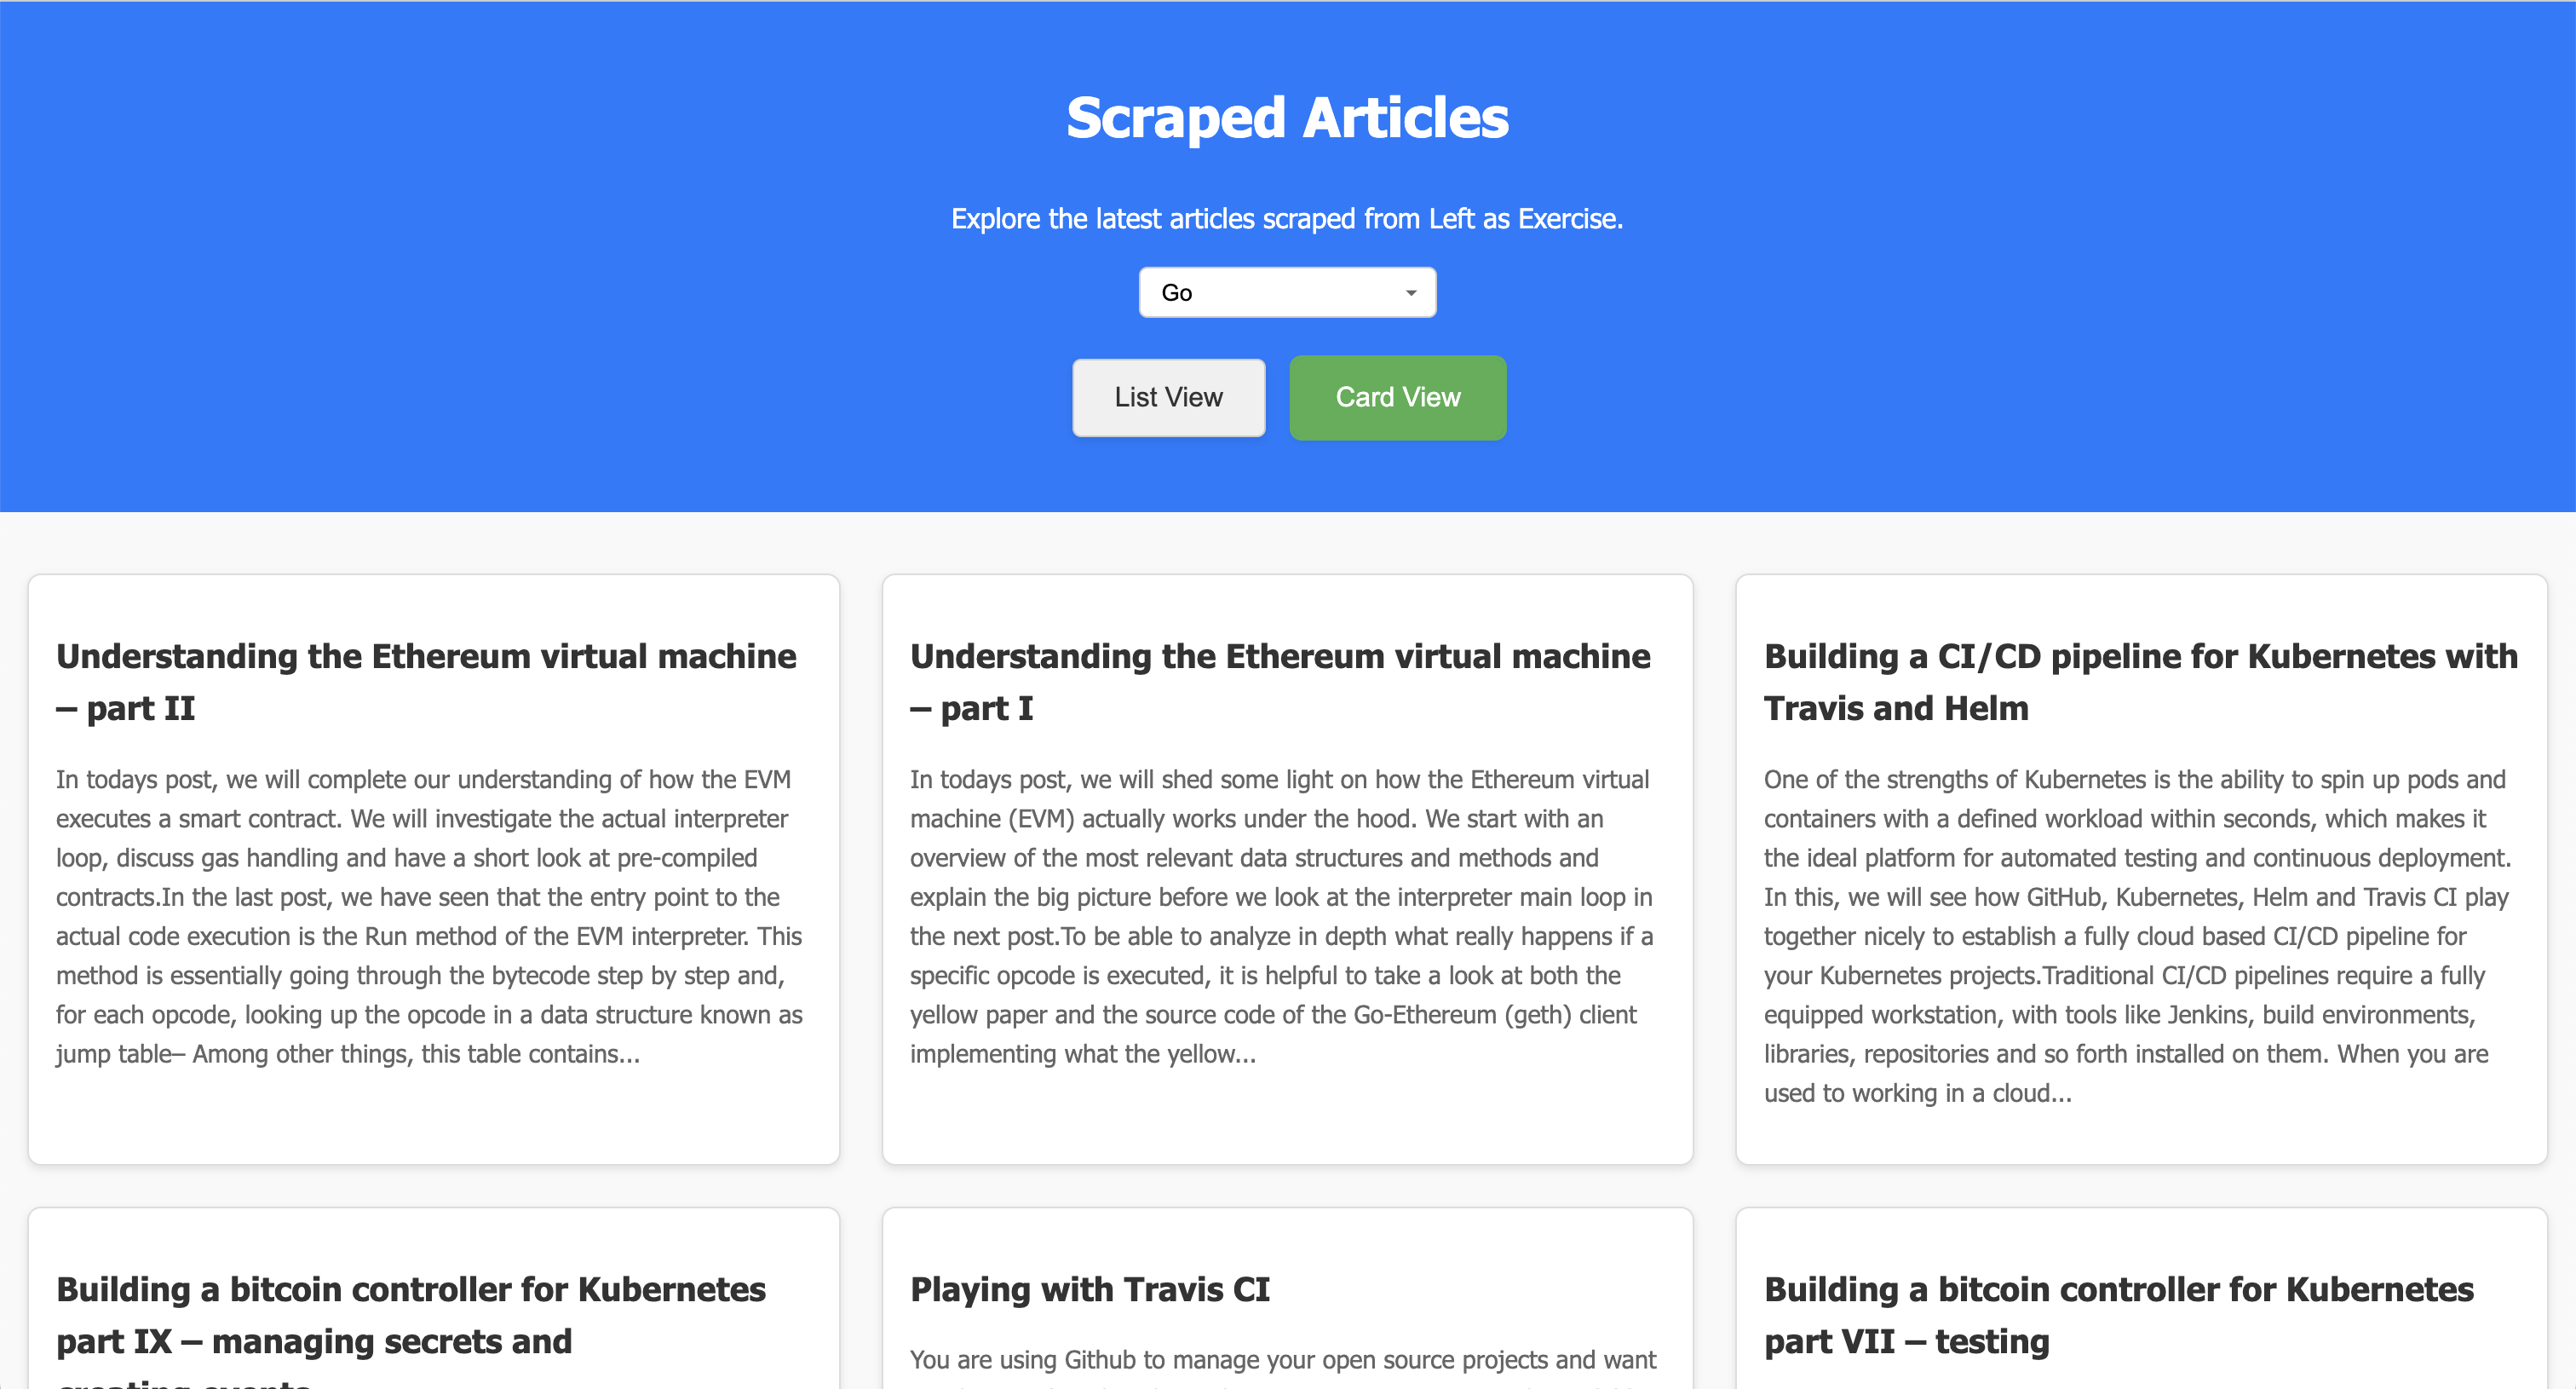 Scraped Articles
Explore the latest articles scraped from Left as Exercise.
Go
List View
Card View
Understanding the Ethereum virtual machine
– part II
In todays post, we will complete our understanding of how the EVM
executes a smart contract. We will investigate the actual interpreter
loop, discuss gas handling and have a short look at pre-compiled
contracts.In the last post, we have seen that the entry point to the
actual code execution is the Run method of the EVM interpreter. This
method is essentially going through the bytecode step by step and,
for each opcode, looking up the opcode in a data structure known as
jump table– Among other things, this table contains...
Understanding the Ethereum virtual machine
– part I
In todays post, we will shed some light on how the Ethereum virtual
machine (EVM) actually works under the hood. We start with an
overview of the most relevant data structures and methods and
explain the big picture before we look at the interpreter main loop in
the next post.To be able to analyze in depth what really happens if a
specific opcode is executed, it is helpful to take a look at both the
yellow paper and the source code of the Go-Ethereum (geth) client
implementing what the yellow...
Building a CI/CD pipeline for Kubernetes with
Travis and Helm
One of the strengths of Kubernetes is the ability to spin up pods and
containers with a defined workload within seconds, which makes it
the ideal platform for automated testing and continuous deployment.
In this, we will see how GitHub, Kubernetes, Helm and Travis CI play
together nicely to establish a fully cloud based CI/CD pipeline for
your Kubernetes projects.Traditional CI/CD pipelines require a fully
equipped workstation, with tools like Jenkins, build environments,
libraries, repositories and so forth installed on them. When you are
used to working in a cloud...
Building a bitcoin controller for Kubernetes
part IX – managing secrets and
creating events
Playing with Travis CI
You are using Github to manage your open source projects and want
Building a bitcoin controller for Kubernetes
part VII – testing